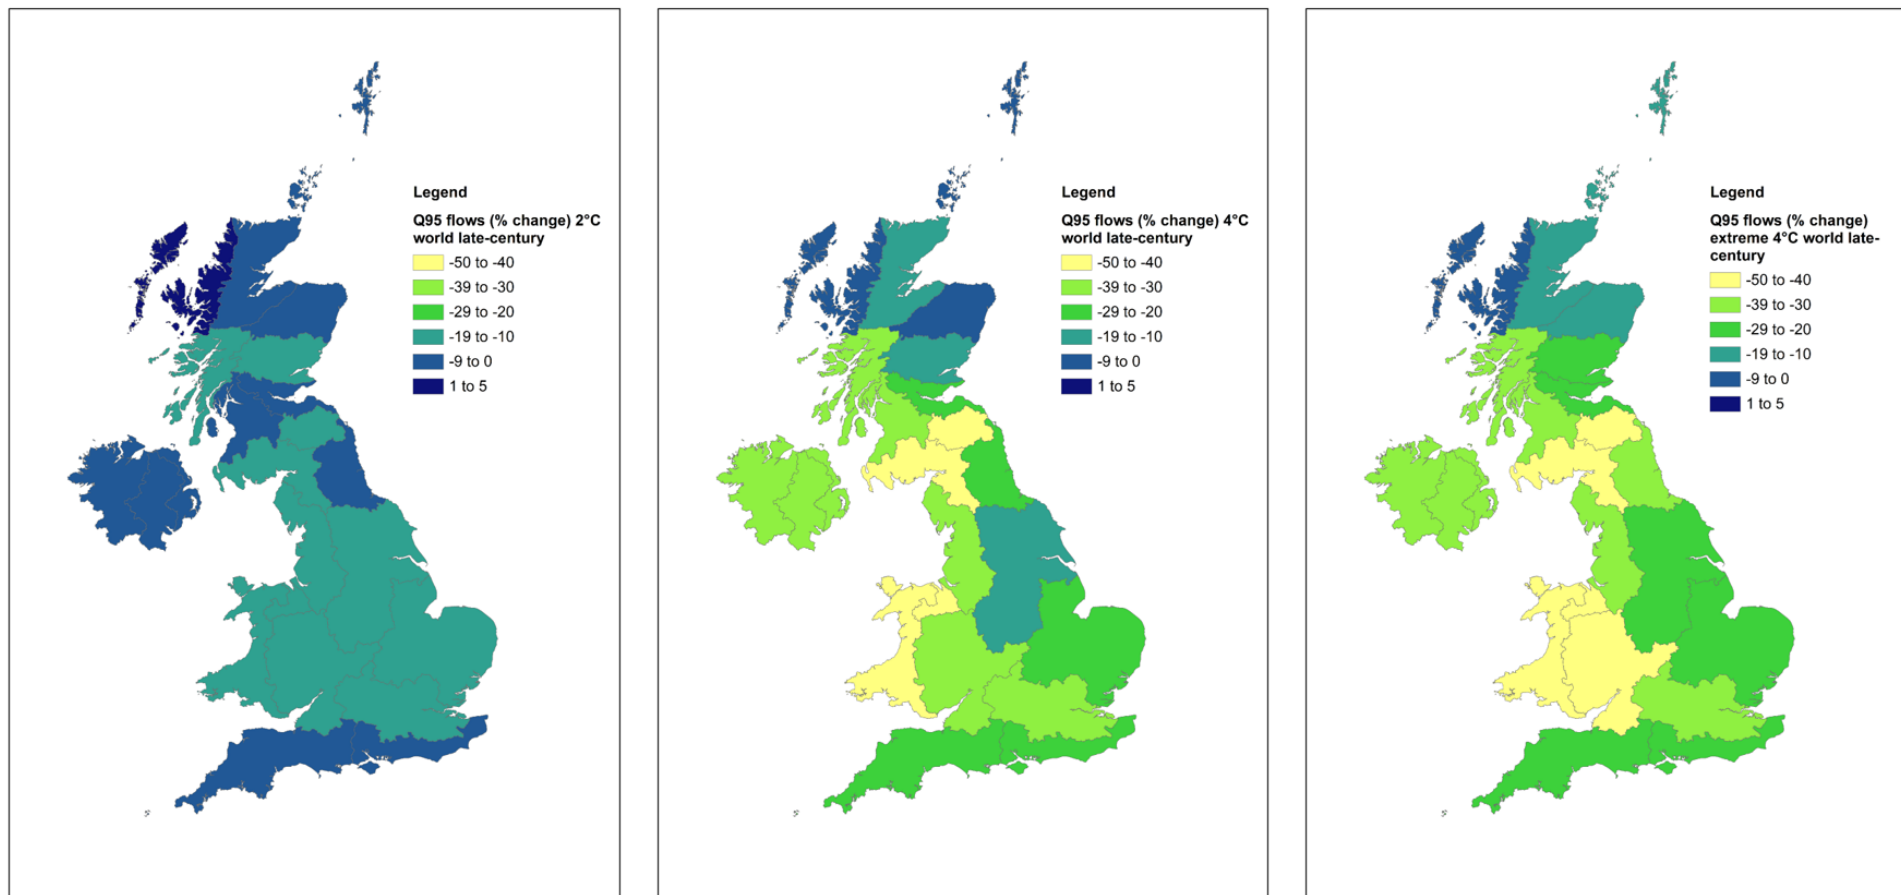 Legend
Q95 flows (% change) 2°C
world late-century
-50 to -40
-39 to -30
-29 to -20
-19 to -10
-9 to 0
1 to 5
Legend
Q95 flows (% change) 4°C
world late-century
-50 to -40
-39 to -30
-29 to -20
-19 to -10
-9 to 0
1 to 5
Legend
Q95 flows (% change)
extreme 4°C world late-
century
-50 to -40
-39 to -30
-29 to -20
-19 to -10
-9 to 0
1 to 5